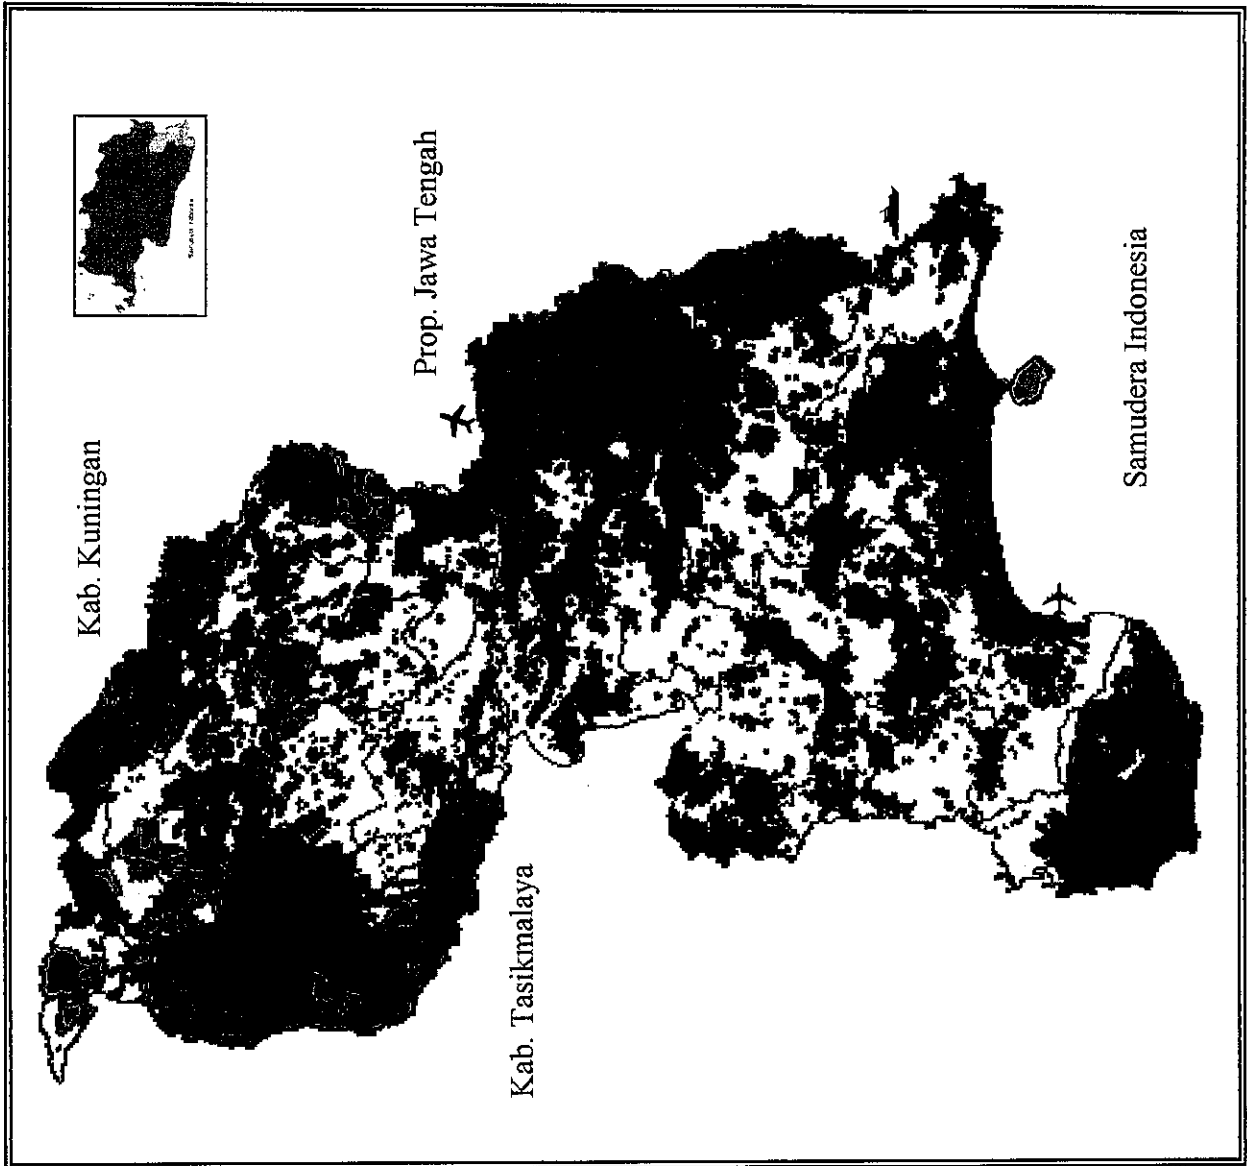 Kab. Kuningan
Prop. Jawa Tengah
Kab. Tasikmalaya
Samudera Indonesia